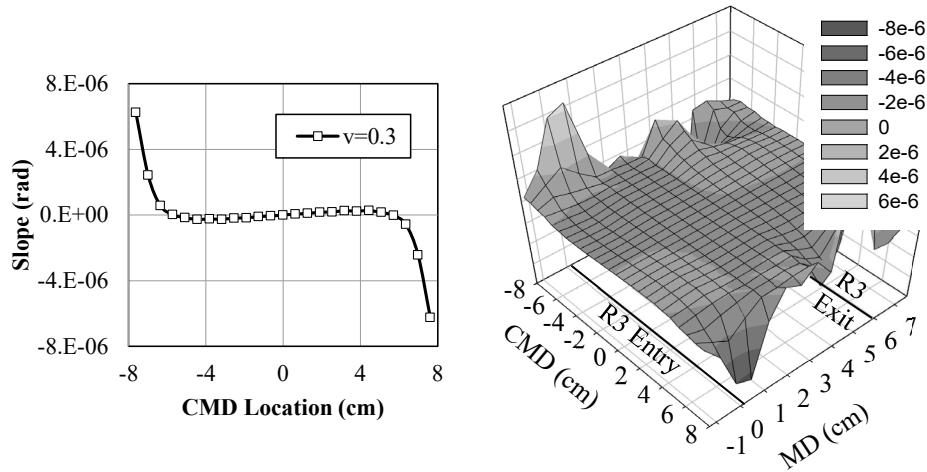 8.E-06
4.E-06
0.E+00
-4.E-06
-8.E-06
Slope (rad)
v=0.3
-8 -4 0 4 8
CMD Location (cm)
-8e-6
-6e-6
-4e-6
-2e-6
0
2e-6
4e-6
6e-6
-8 -6 -4 -2 0 2 4 6 8
CMD (cm)
R3 Entry
R3
Exit
-1 0 1 2 3 4 5 6 7
MD (cm)